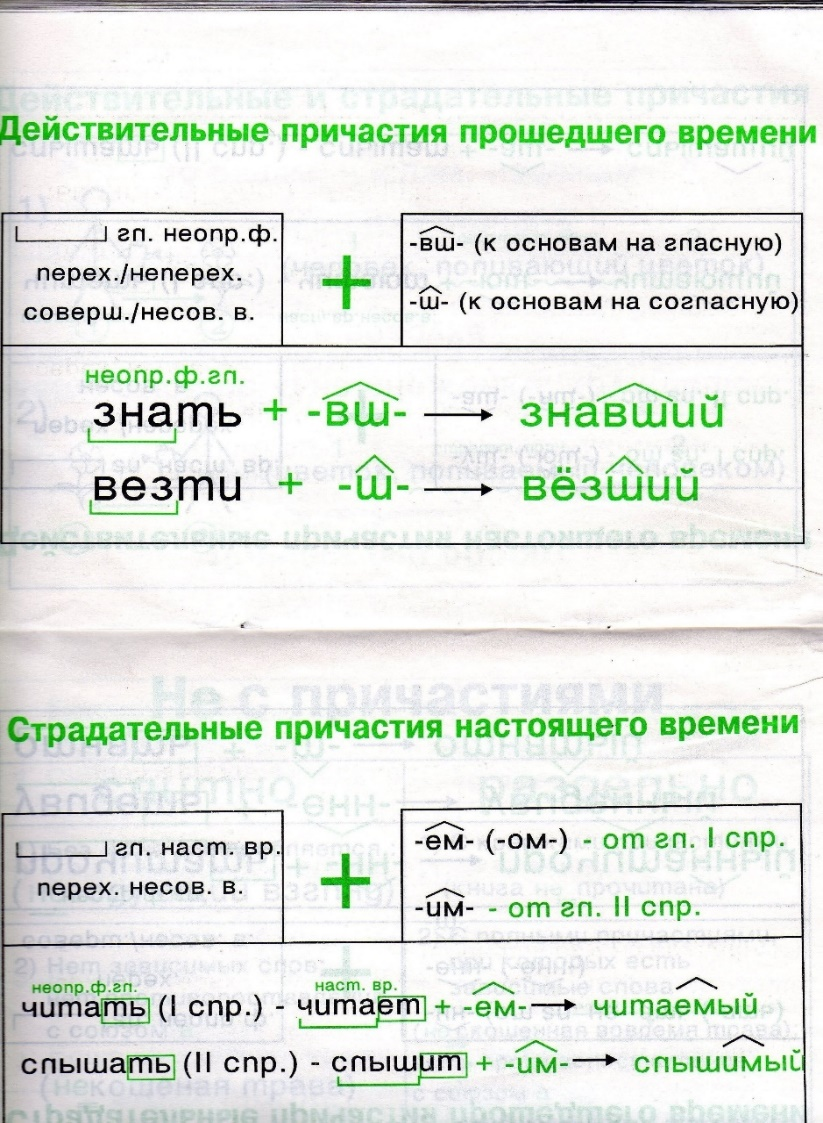 Действительные причастия прошедшего времени
гл. неопр.ф.
перех./неперех.
соверш./несов. в.
+
-вш- (к основам на гласную)
-ш- (к основам на согласную)
неопр.ф.гл.
знать + -вш- → знавший
везти + -ш- → вёзший
Страдательные причастия настоящего времени
гл. наст. вр.
перех. несов. в.
+
-ем- (-ом-) - от гл. I спр.
-им- - от гл. II спр.
неопр.ф.гл. наст. вр.
читать (I спр.) - читает + -ем- → читаемый
слышать (II спр.) - слышит + -им- → слышимый